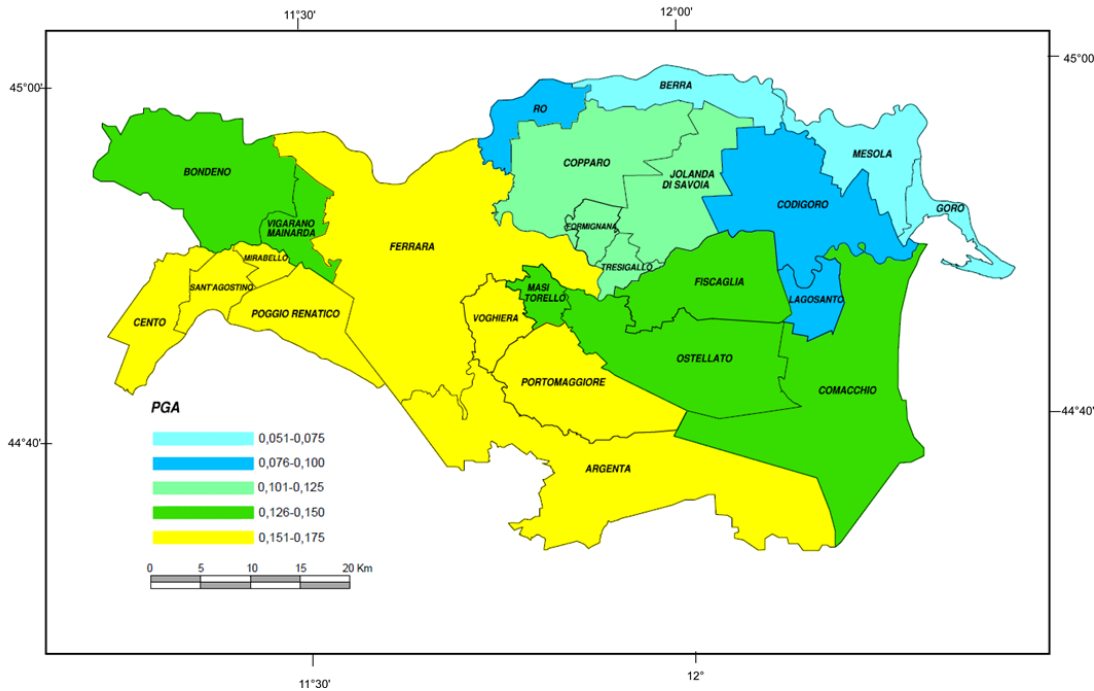 11°30'
12°00'
45°00'
45°00
BERRA
RO
MESOLA
COPPARO
BONDENO
JOLANDA
DI SAVOIA
CODIGORO
GORO
VIGARANO
MAINARDA
FORMIGNANA
FERRARA
MIRABELLO
TRESIGALLO
FISCAGLIA
SANT'AGOSTINO
MASI
TORELLO
LAGOSANTO
POGGIO RENATICO
VOGHIERA
CENTO
OSTELLATO
PORTOMAGGIORE
COMACCHIO
PGA
44°40'
0,051-0,075
44°40'
0,076-0,100
ARGENTA
0,101-0,125
0,126-0,150
0,151-0,175
0 5 10 15 20 Km
11°30'
12°